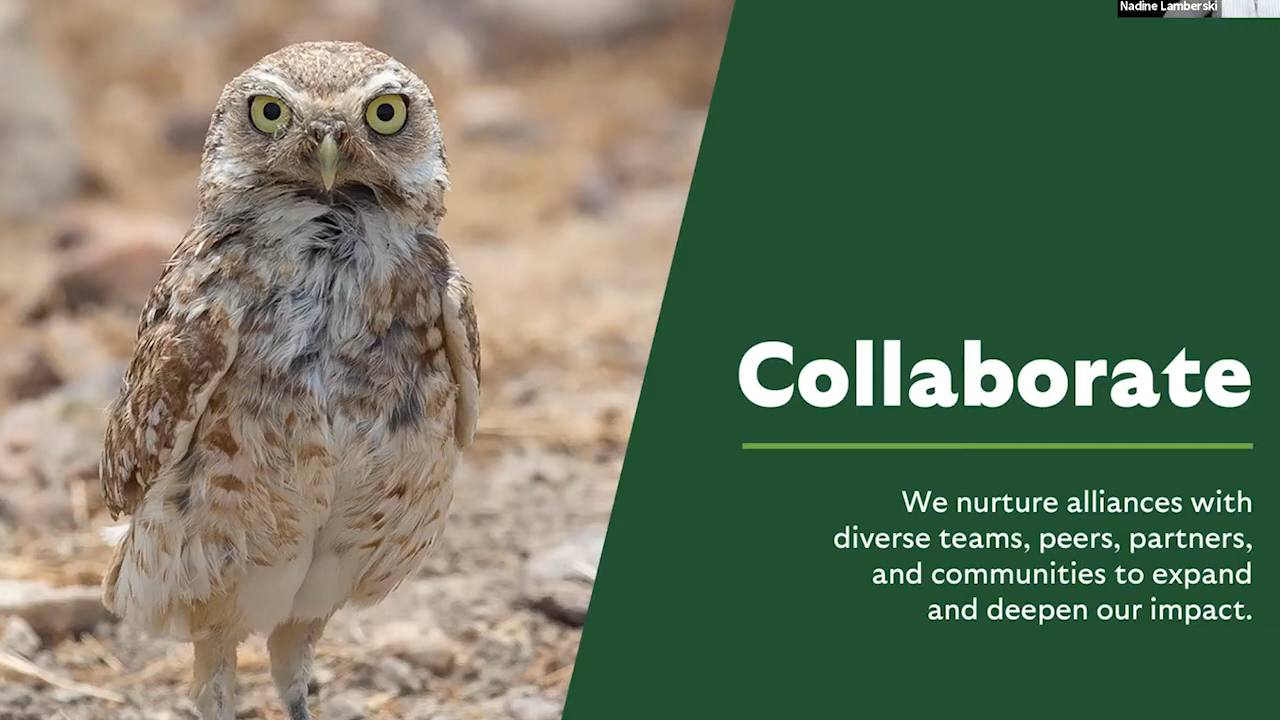 Nadine Lamberski
Collaborate
We nurture alliances with
diverse teams, peers, partners,
and communities to expand
and deepen our impact.